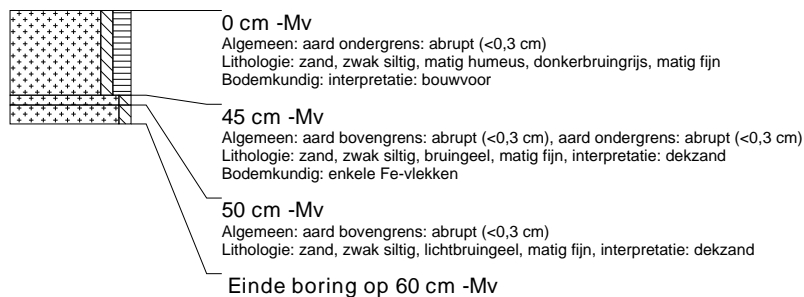 0 cm -Mv
Algemeen: aard ondergrens: abrupt (<0,3 cm)
Lithologie: zand, zwak siltig, matig humeus, donkerbruingrijs, matig fijn
Bodemkundig: interpretatie: bouwvoor
45 cm -Mv
Algemeen: aard bovengrens: abrupt (<0,3 cm), aard ondergrens: abrupt (<0,3 cm)
Lithologie: zand, zwak siltig, bruingeel, matig fijn, interpretatie: dekzand
Bodemkundig: enkele Fe-vlekken
50 cm -Mv
Algemeen: aard bovengrens: abrupt (<0,3 cm)
Lithologie: zand, zwak siltig, lichtbruingeel, matig fijn, interpretatie: dekzand
Einde boring op 60 cm -Mv